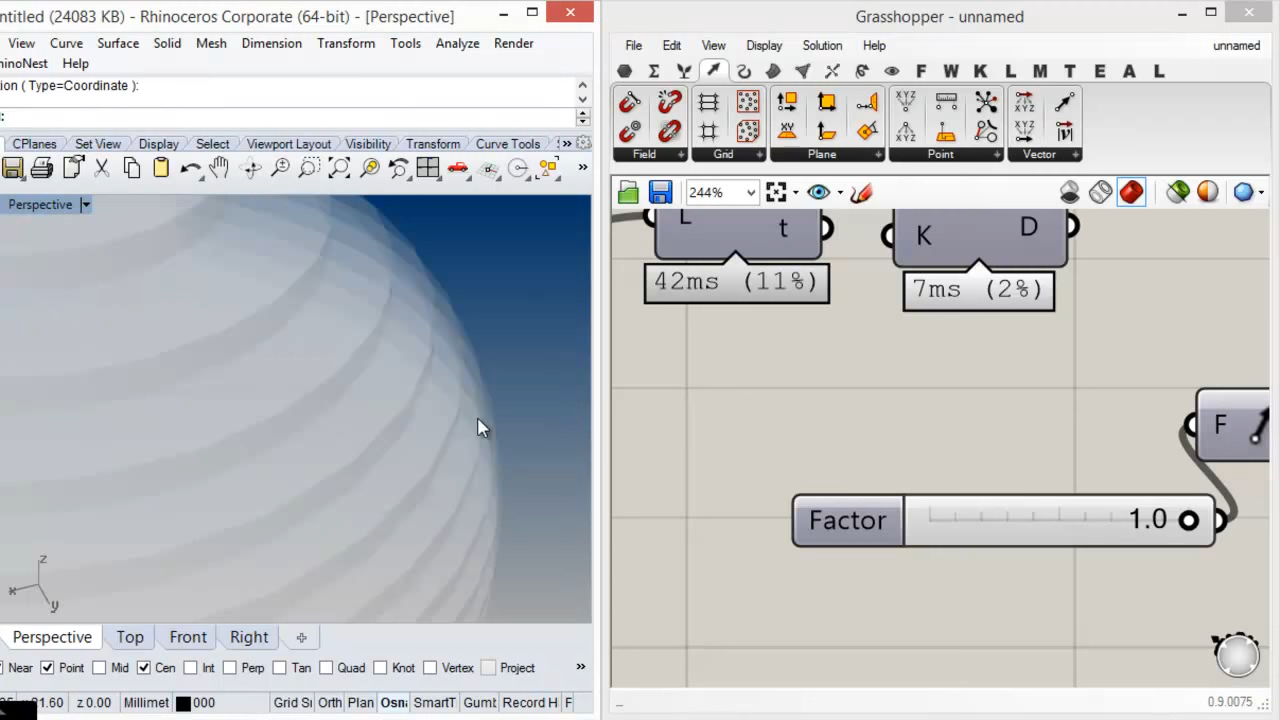 ntitled (24083 KB) - Rhinoceros Corporate (64-bit) - [Perspective]
View Curve Surface Solid Mesh Dimension Transform Tools Analyze Render
hinoNest Help
ion ( Type=Coordinate ):
:
CPlanes Set View Display Select Viewport Layout Visibility Transform Curve Tools »
Perspective
z
x
y
Perspective Top Front Right
Near Point Mid Cen Int Perp Tan Quad Knot Vertex Project »
z 0.00 Millimet 000 Grid Sı Orth Plan Osna SmartT Gumb Record H F
Grasshopper - unnamed
File Edit View Display Solution Help unnamed
F W K L M T E A L
Field Grid Plane Point Vector
244%
L t K D
42ms (11%) 7ms (2%)
F
Factor 1.0
0.9.0075